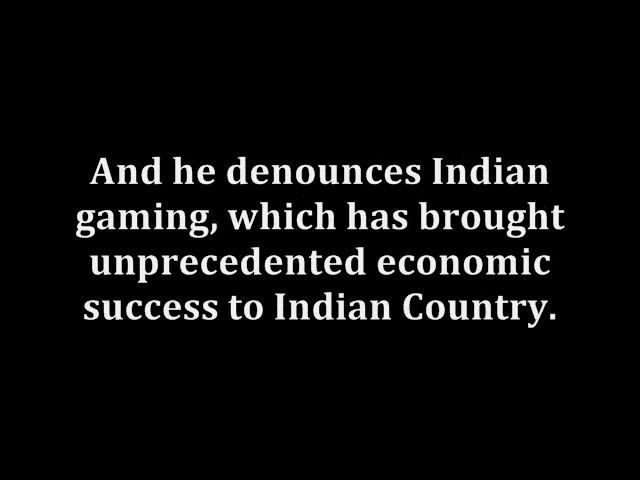 And he denounces Indian
gaming, which has brought
unprecedented economic
success to Indian Country.